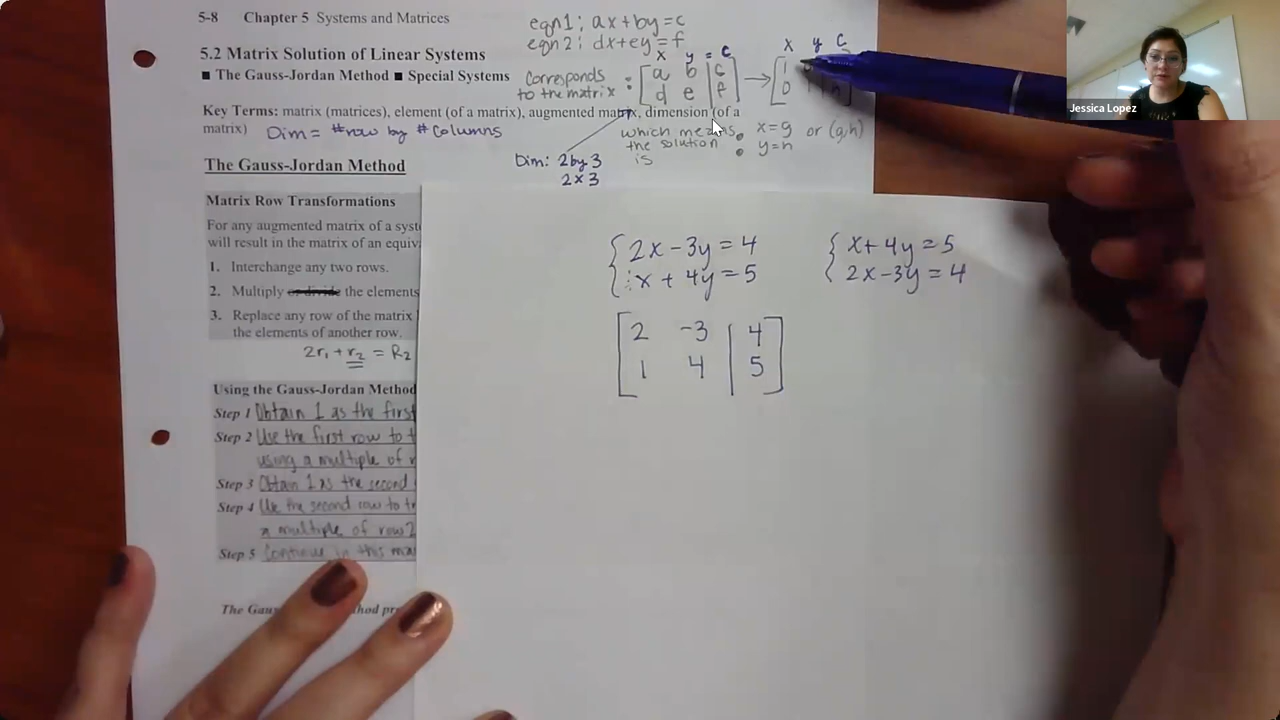 5-8 Chapter 5 Systems and Matrices
eqn1: ax+by=c
eqn2: dx+ey=f
5.2 Matrix Solution of Linear Systems
■ The Gauss-Jordan Method ■ Special Systems
Corresponds to the matrix :
x y = c
a b | c
d e | f
→
x y c
1
0
Key Terms: matrix (matrices), element (of a matrix), augmented matrix, dimension (of a
matrix) Dim = #row by #columns
Dim: 2 by 3
2x3
which means the solution is :
x=g or (g,h)
y=h
The Gauss-Jordan Method
Matrix Row Transformations
For any augmented matrix of a syst
will result in the matrix of an equiv
1. Interchange any two rows.
2. Multiply or divide the elements
3. Replace any row of the matrix
the elements of another row.
2r₁ + r₂ = R₂
Using the Gauss-Jordan Method
Step 1 Obtain 1 as the first
Step 2 Use the first row to
using a multiple of
Step 3 Obtain 1 as the second
Step 4 Use the second row to
a multiple of row 2
Step 5 Continue in this
The Gau
2x-3y=4
x+4y=5
x+4y=5
2x-3y=4
2 -3 | 4
1 4 | 5
Jessica Lopez